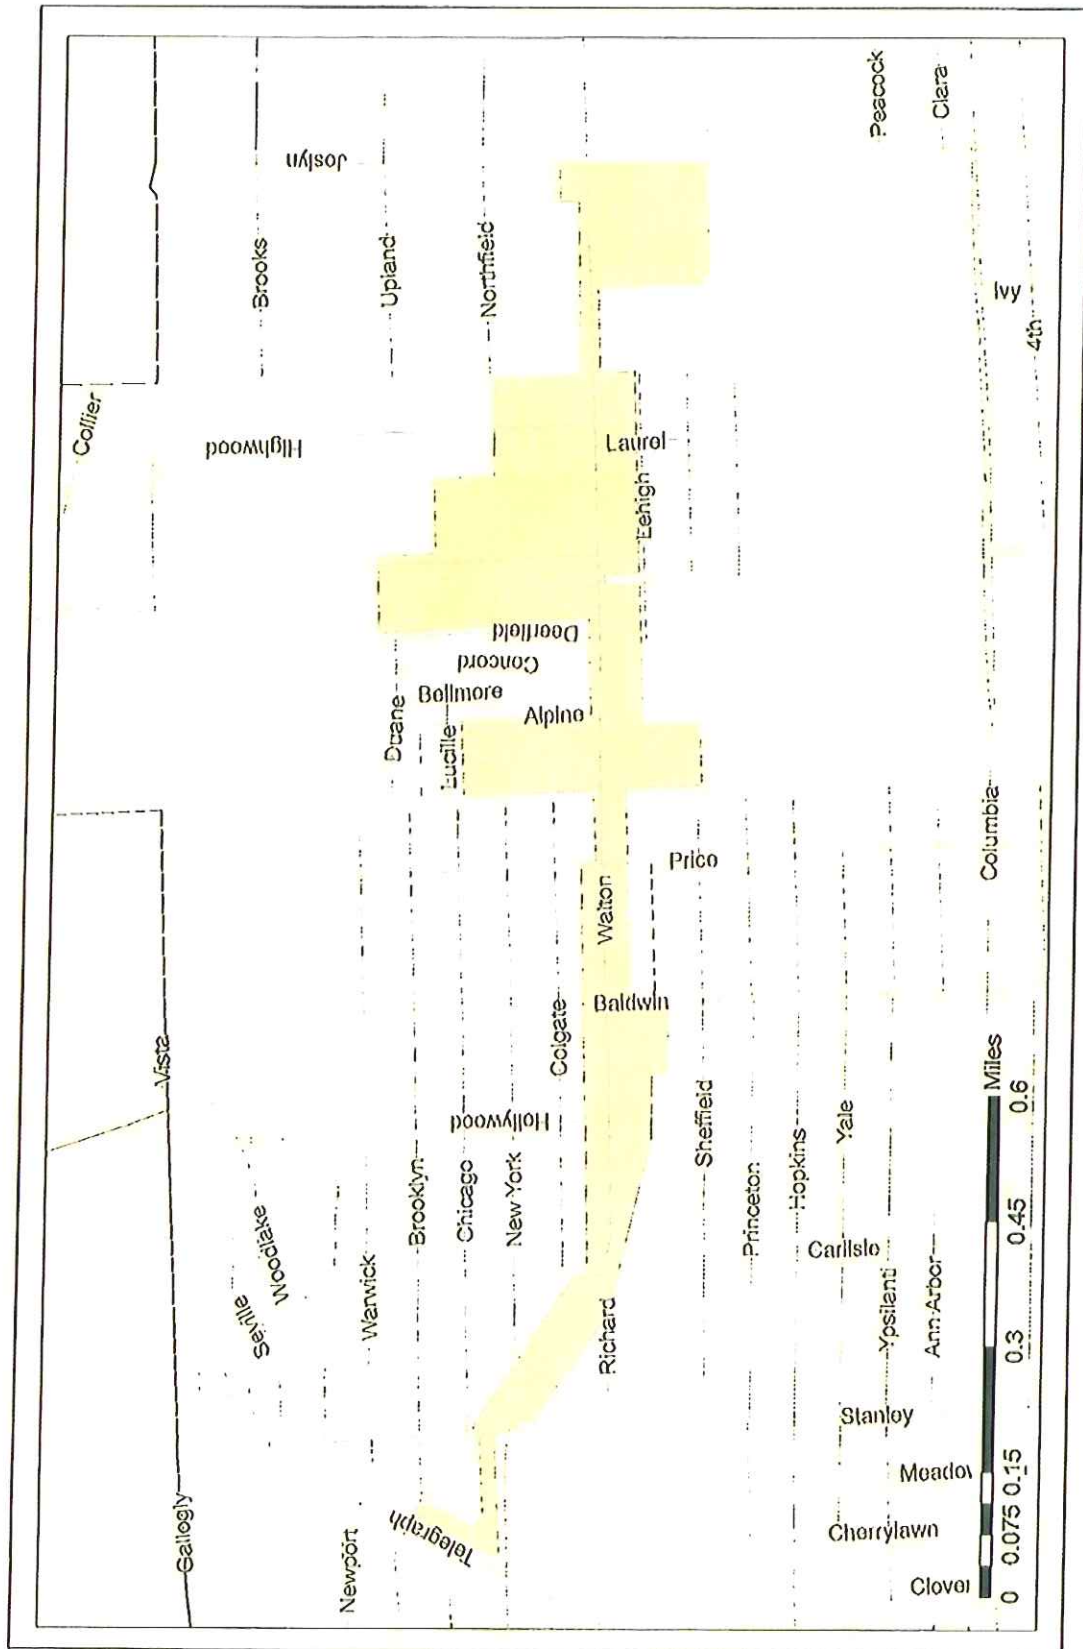 Peacock
Clara
Joslyn
Brooks
Upland
Northfield
Ivy
4th
Collier
Highwood
Laurel
Lehigh
Deerfield
Concord
Bellmore
Alpine
Duane
Lucille
Columbia
Price
Walton
Baldwin
Colgate
Vista
Hollywood
Sheffield
Yale
Hopkins
Princeton
Brooklyn
Chicago
New York
Carlisle
Woodlake
Seville
Warwick
Richard
Ypsilanti
Ann Arbor
Stanley
Meadow
Cherrylawn
Clover
Gallogly
Newport
Telegraph
0 0.075 0.15 0.3 0.45 0.6
Miles